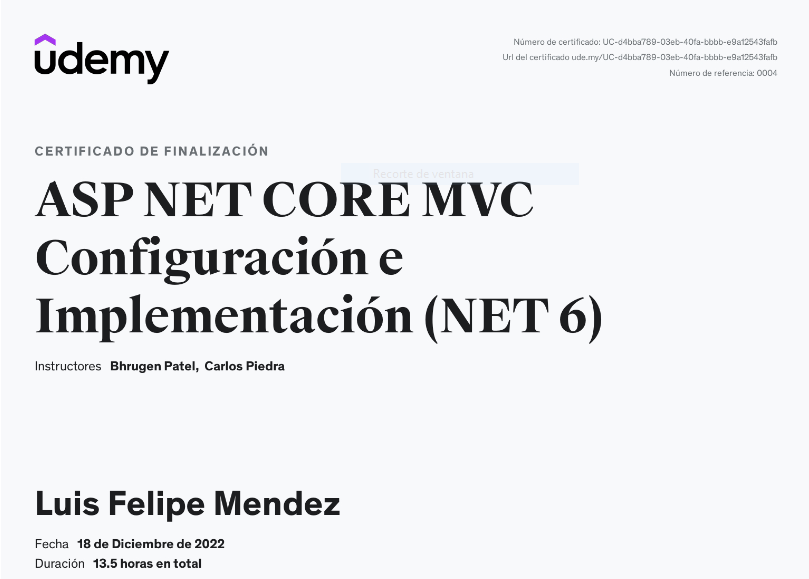 udemy
Número de certificado: UC-d4bba789-03eb-40fa-bbbb-e9a12543fafb
Url del certificado ude.my/UC-d4bba789-03eb-40fa-bbbb-e9a12543fafb
Número de referencia: 0004
CERTIFICADO DE FINALIZACIÓN
Recorte de ventana
ASP NET CORE MVC
Configuración e
Implementación (NET 6)
Instructores Bhrugen Patel, Carlos Piedra
Luis Felipe Mendez
Fecha 18 de Diciembre de 2022
Duración 13.5 horas en total